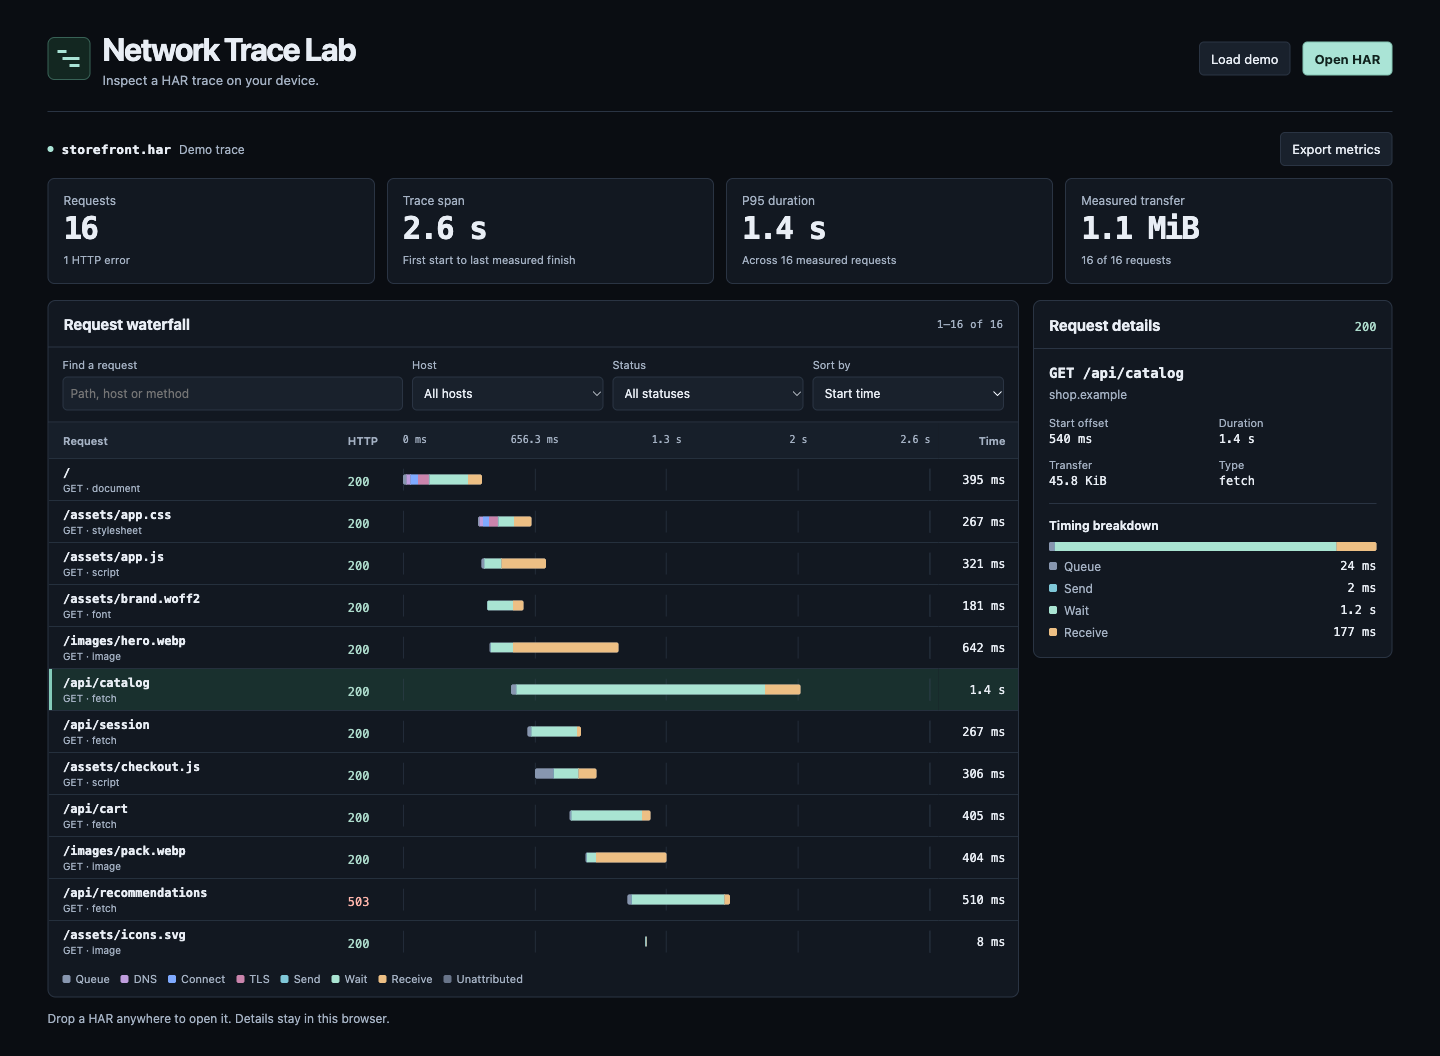 Network Trace Lab
Inspect a HAR trace on your device.
Load demo
Open HAR
storefront.har Demo trace
Export metrics
Requests
16
1 HTTP error
Trace span
2.6 s
First start to last measured finish
P95 duration
1.4 s
Across 16 measured requests
Measured transfer
1.1 MiB
16 of 16 requests
Request waterfall
1–16 of 16
Find a request
Path, host or method
Host
All hosts
Status
All statuses
Sort by
Start time
Request HTTP 0 ms 656.3 ms 1.3 s 2 s 2.6 s Time
/
GET · document
200
395 ms
/assets/app.css
GET · stylesheet
200
267 ms
/assets/app.js
GET · script
200
321 ms
/assets/brand.woff2
GET · font
200
181 ms
/images/hero.webp
GET · image
200
642 ms
/api/catalog
GET · fetch
200
1.4 s
/api/session
GET · fetch
200
267 ms
/assets/checkout.js
GET · script
200
306 ms
/api/cart
GET · fetch
200
405 ms
/images/pack.webp
GET · image
200
404 ms
/api/recommendations
GET · fetch
503
510 ms
/assets/icons.svg
GET · image
200
8 ms
Queue DNS Connect TLS Send Wait Receive Unattributed
Request details
200
GET /api/catalog
shop.example
Start offset
540 ms
Duration
1.4 s
Transfer
45.8 KiB
Type
fetch
Timing breakdown
Queue 24 ms
Send 2 ms
Wait 1.2 s
Receive 177 ms
Drop a HAR anywhere to open it. Details stay in this browser.